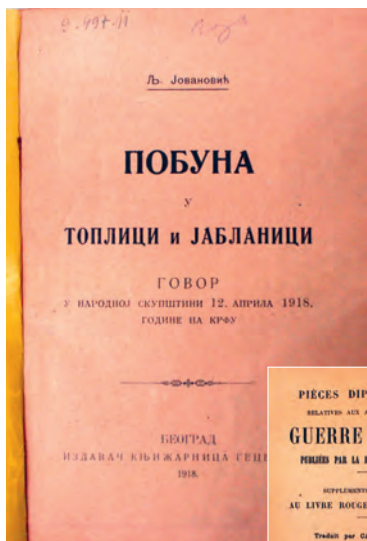 Љ. Јовановић
ПОБУНА
У
ТОПЛИЦИ и ЈАБЛАНИЦИ
ГОВОР
У НАРОДНОЈ СКУПШТИНИ 12. АПРИЛА 1918.
ГОДИНЕ НА КРФУ
БЕОГРАД
ИЗДАВАЧ КЊИЖАРНИЦА
1918.
PIÈCES
RELATIVES AUX
GUERRE
PUBLIÉES PAR LA
AU LIVRE ROUGE
Traduit par